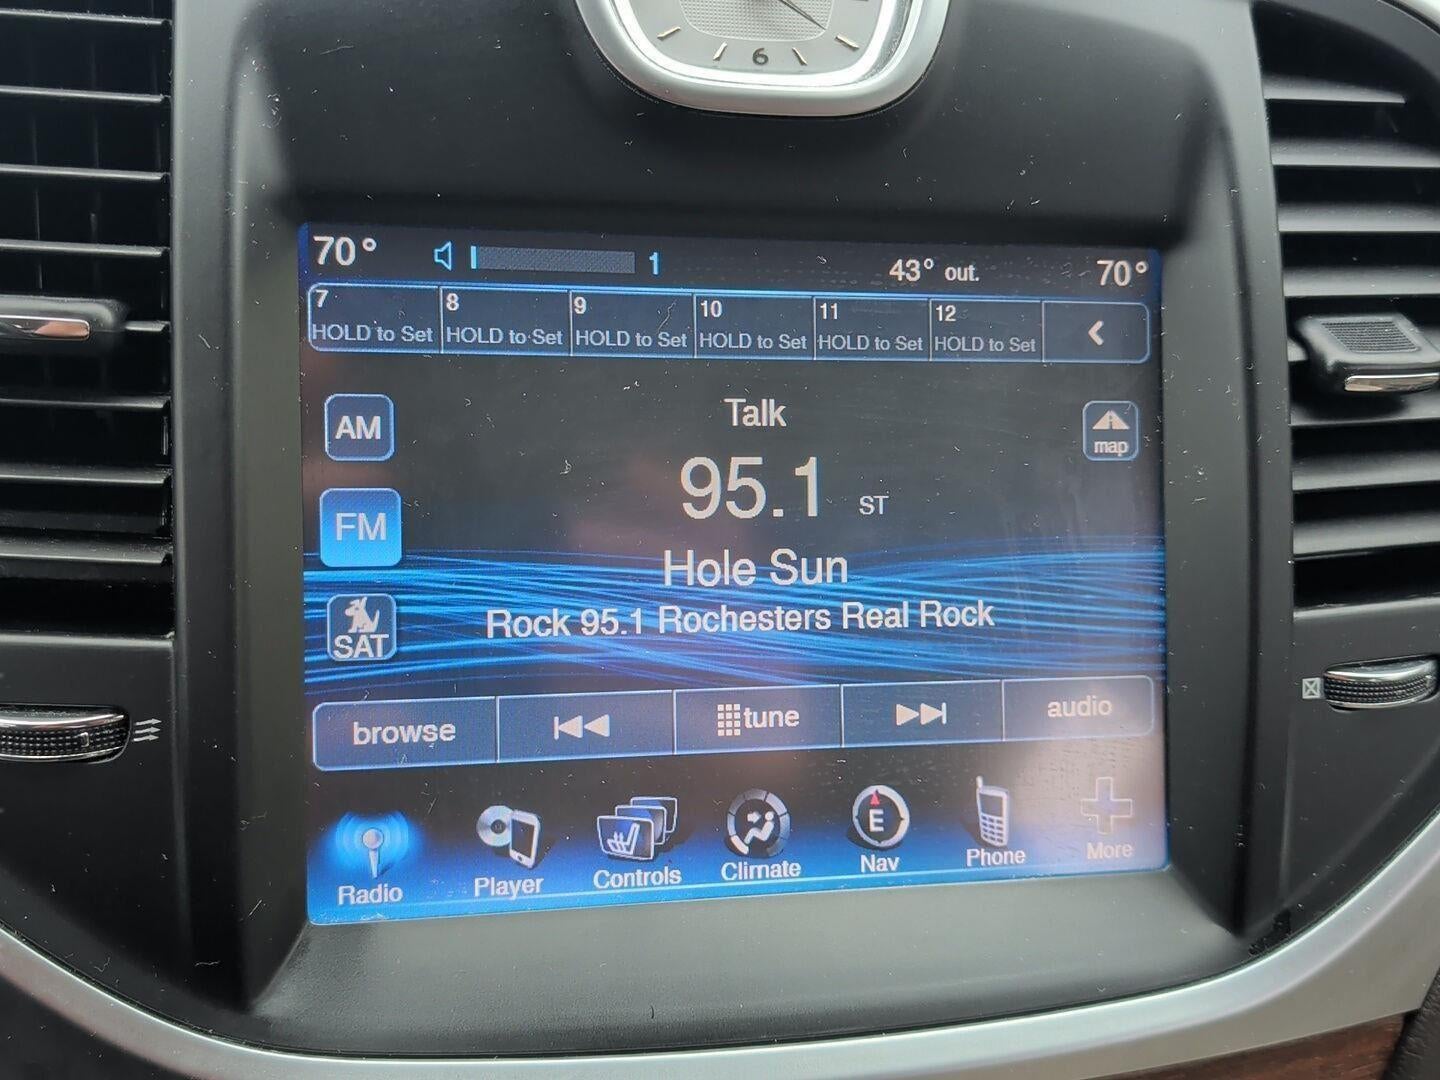 6
70° 1 43° out. 70°
7 8 9 10 11 12
HOLD to Set HOLD to Set HOLD to Set HOLD to Set HOLD to Set HOLD to Set
AM
Talk
map
95.1 ST
FM
Hole Sun
Rock 95.1 Rochesters Real Rock
SAT
browse tune audio
E
Radio Player Controls Climate Nav Phone More